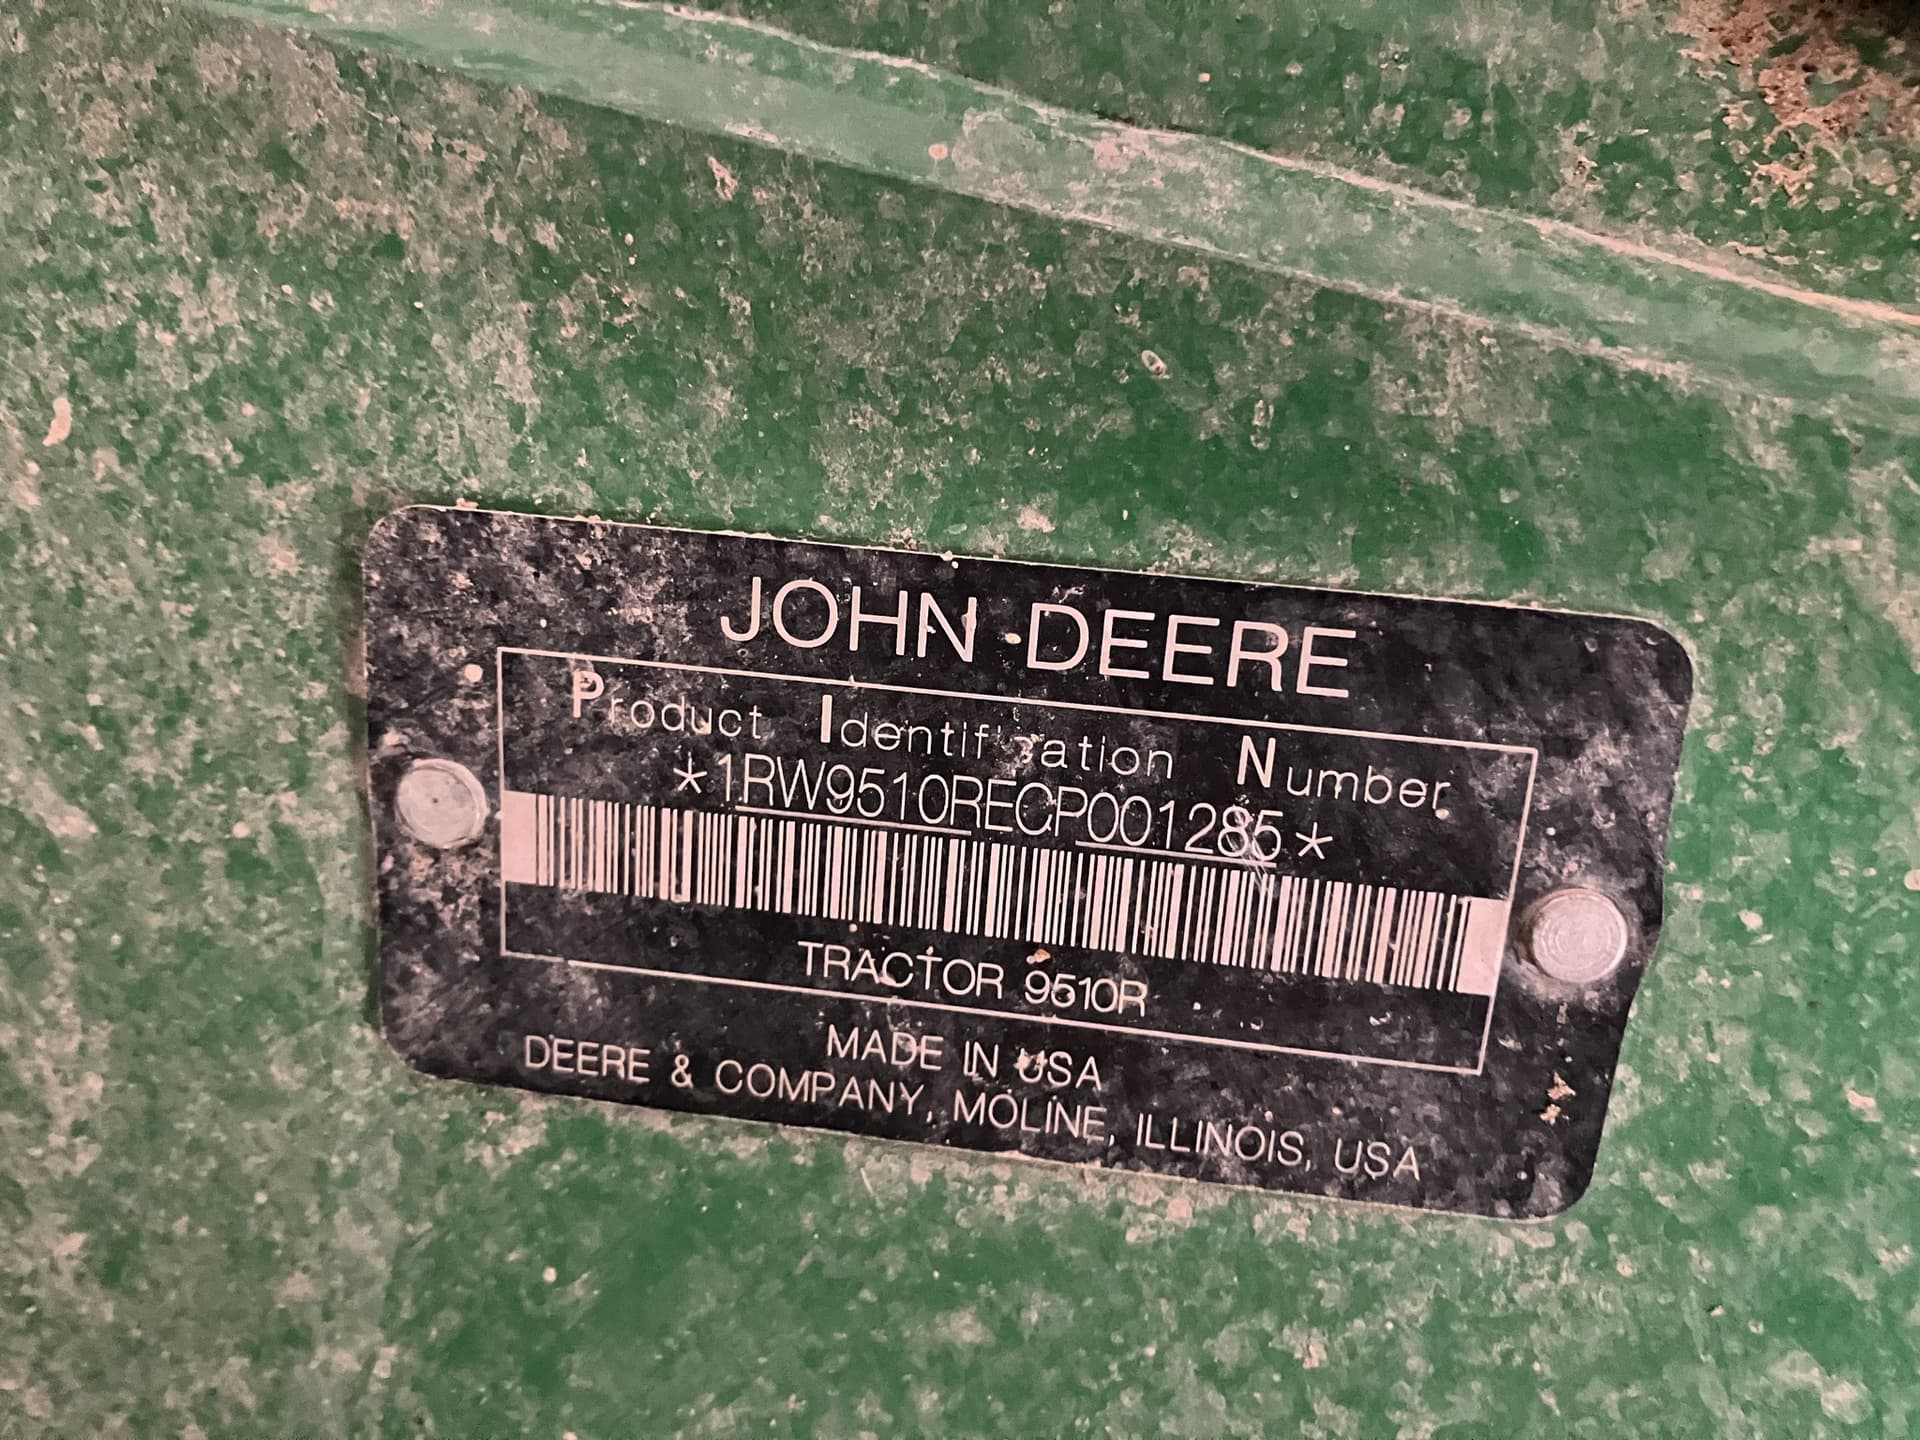 JOHN DEERE
Product Identification Number
*1RW9510RECP001285*
TRACTOR 9510R
MADE IN USA
DEERE & COMPANY, MOLINE, ILLINOIS, USA